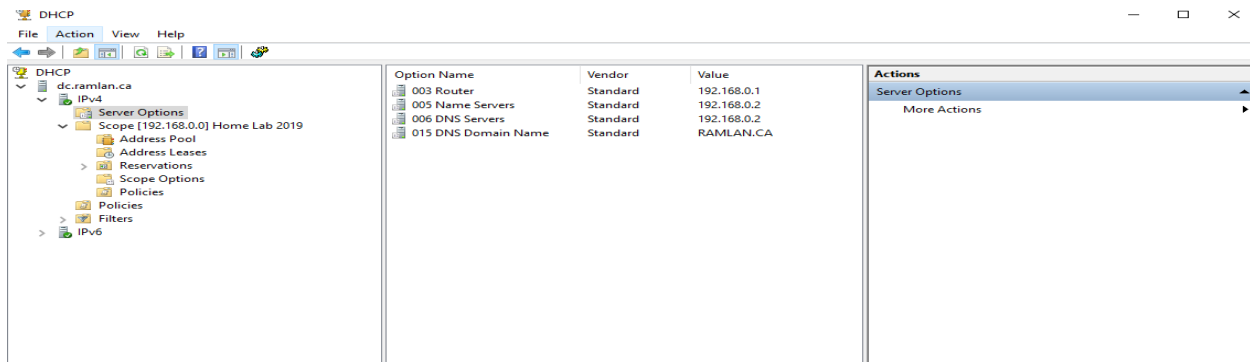 DHCP
File Action View Help
DHCP
dc.ramlan.ca
IPv4
Server Options
Scope [192.168.0.0] Home Lab 2019
Address Pool
Address Leases
Reservations
Scope Options
Policies
Policies
Filters
IPv6
Option Name Vendor Value
003 Router Standard 192.168.0.1
005 Name Servers Standard 192.168.0.2
006 DNS Servers Standard 192.168.0.2
015 DNS Domain Name Standard RAMLAN.CA
Actions
Server Options
More Actions